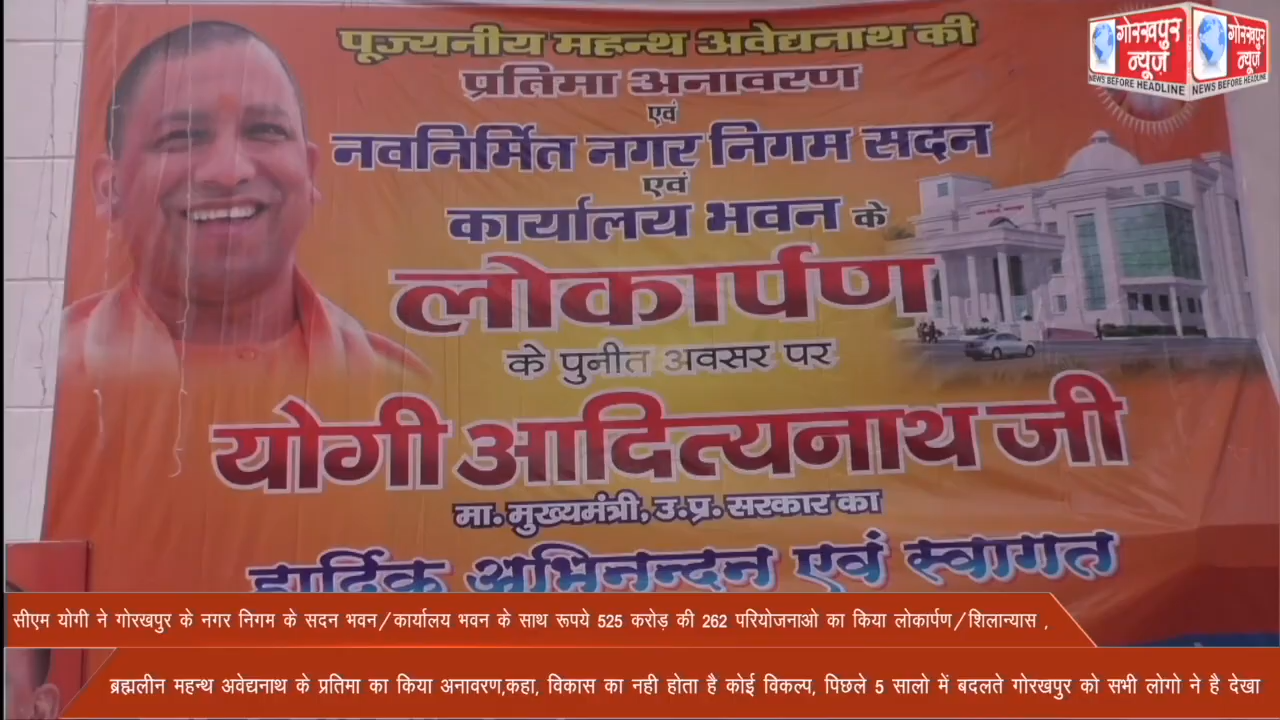 पूज्यनीय महन्थ अवेद्यनाथ की
प्रतिमा अनावरण
एवं
नवनिर्मित नगर निगम सदन
एवं
कार्यालय भवन के
लोकार्पण
के पुनीत अवसर पर
योगी आदित्यनाथ जी
मा. मुख्यमंत्री, उ.प्र. सरकार का
हार्दिक अभिनन्दन एवं स्वागत
गोरखपुर न्यूज़
NEWS BEFORE HEADLINE
गोरखपुर न्यूज़
NEWS BEFORE HEADLINE
सीएम योगी ने गोरखपुर के नगर निगम के सदन भवन/कार्यालय भवन के साथ रूपये 525 करोड़ की 262 परियोजनाओ का किया लोकार्पण/शिलान्यास ,
ब्रह्मलीन महन्थ अवेद्यनाथ के प्रतिमा का किया अनावरण,कहा, विकास का नही होता है कोई विकल्प, पिछले 5 सालो में बदलते गोरखपुर को सभी लोगो ने है देखा